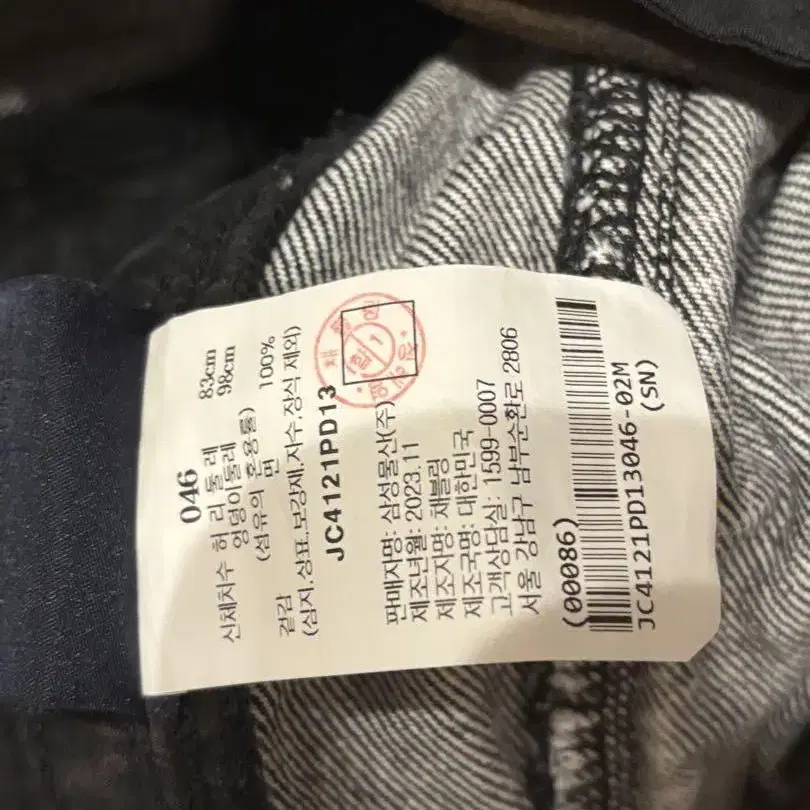 046
신체치수 허 리 둘 레 83cm
엉덩이둘레 98cm
(섬유의 혼용률)
겉감 면 100%
(심지.상표.보강재.자수.장식 제외)
JC4121PD13
판매자명: 삼성물산(주)
제조년월: 2023.11
제조자명: 채블링
제조국명: 대한민국
고객상담실: 1599-0007
서울 강남구 남부순환로 2806
(00086)
JC4121PD13046-02M
(SN)